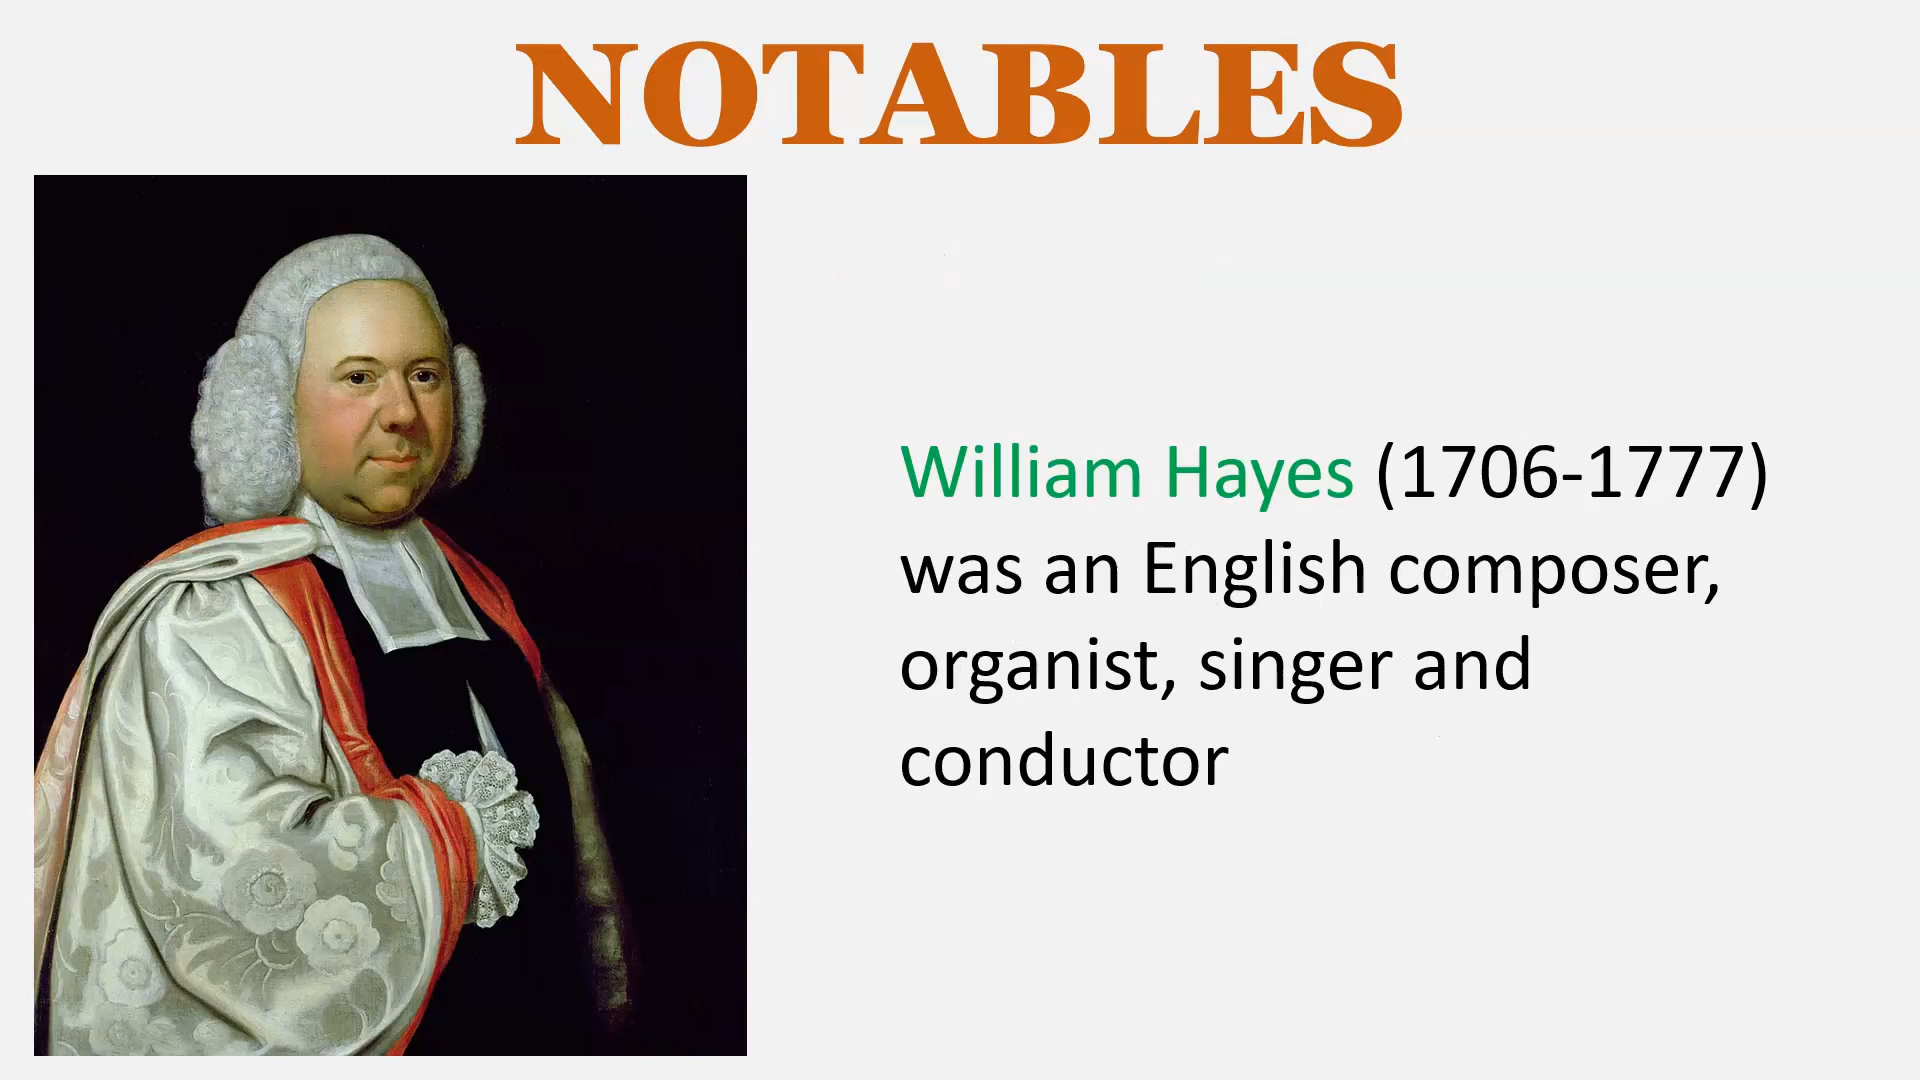 NOTABLES
William Hayes (1706-1777)
was an English composer,
organist, singer and
conductor